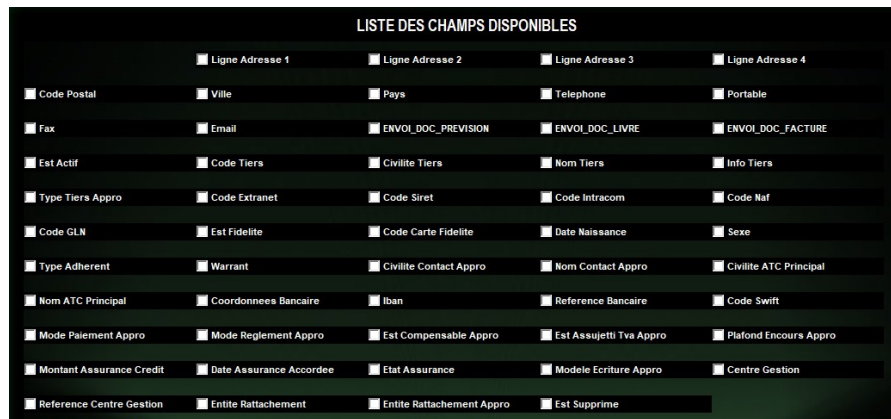 LISTE DES CHAMPS DISPONIBLES
Ligne Adresse 1 Ligne Adresse 2 Ligne Adresse 3 Ligne Adresse 4
Code Postal Ville Pays Telephone Portable
Fax Email ENVOI_DOC_PREVISION ENVOI_DOC_LIVRE ENVOI_DOC_FACTURE
Est Actif Code Tiers Civilite Tiers Nom Tiers Info Tiers
Type Tiers Appro Code Extranet Code Siret Code Intracom Code Naf
Code GLN Est Fidelite Code Carte Fidelite Date Naissance Sexe
Type Adherent Warrant Civilite Contact Appro Nom Contact Appro Civilite ATC Principal
Nom ATC Principal Coordonnees Bancaire Iban Reference Bancaire Code Swift
Mode Paiement Appro Mode Reglement Appro Est Compensable Appro Est Assujetti Tva Appro Plafond Encours Appro
Montant Assurance Credit Date Assurance Accordee Etat Assurance Modele Ecriture Appro Centre Gestion
Reference Centre Gestion Entite Rattachement Entite Rattachement Appro Est Supprime